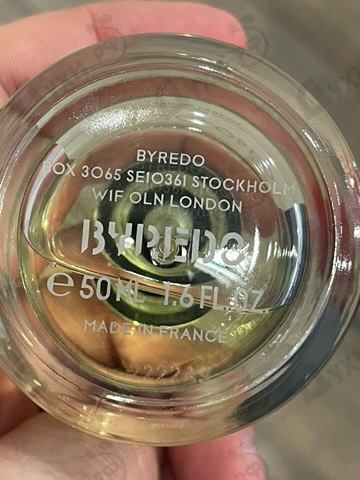 BYREDO
BOX 3065 SE10361 STOCKHOLM
W1F OLN LONDON
BYREDO
e 50 ML 1.6 FL.OZ
MADE IN FRANCE